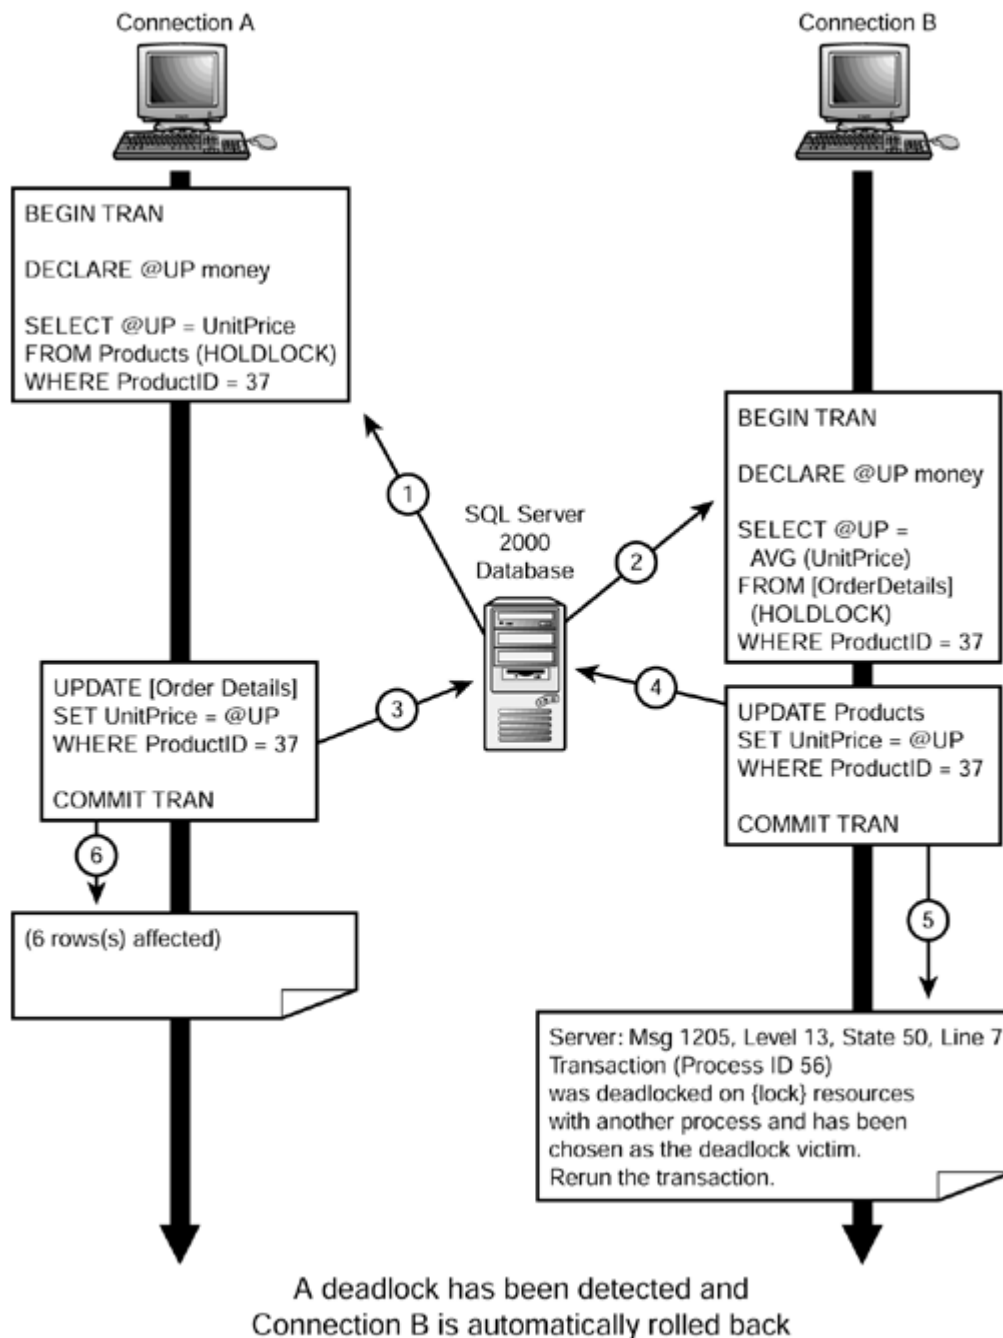 Connection A
Connection B
BEGIN TRAN
DECLARE @UP money
SELECT @UP = UnitPrice
FROM Products (HOLDLOCK)
WHERE ProductID = 37
BEGIN TRAN
DECLARE @UP money
SELECT @UP =
AVG (UnitPrice)
FROM [OrderDetails]
(HOLDLOCK)
WHERE ProductID = 37
1
SQL Server
2000
Database
2
UPDATE [Order Details]
SET UnitPrice = @UP
WHERE ProductID = 37
COMMIT TRAN
3
4
UPDATE Products
SET UnitPrice = @UP
WHERE ProductID = 37
COMMIT TRAN
6
5
(6 rows(s) affected)
Server: Msg 1205, Level 13, State 50, Line 7
Transaction (Process ID 56)
was deadlocked on {lock} resources
with another process and has been
chosen as the deadlock victim.
Rerun the transaction.
A deadlock has been detected and
Connection B is automatically rolled back